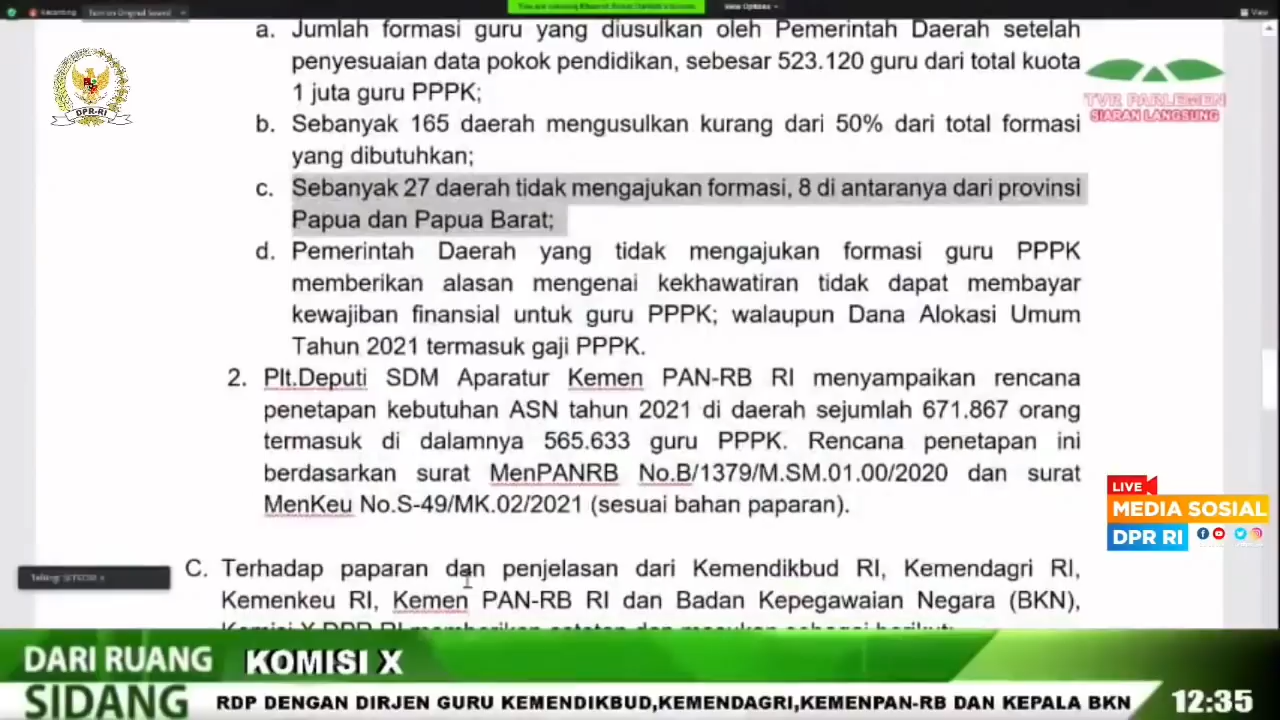 Recording
View
DPR-RI
TVR PARLEMEN
SIARAN LANGSUNG
a. Jumlah formasi guru yang diusulkan oleh Pemerintah Daerah setelah
penyesuaian data pokok pendidikan, sebesar 523.120 guru dari total kuota
1 juta guru PPPK;
b. Sebanyak 165 daerah mengusulkan kurang dari 50% dari total formasi
yang dibutuhkan;
c. Sebanyak 27 daerah tidak mengajukan formasi, 8 di antaranya dari provinsi
Papua dan Papua Barat;
d. Pemerintah Daerah yang tidak mengajukan formasi guru PPPK
memberikan alasan mengenai kekhawatiran tidak dapat membayar
kewajiban finansial untuk guru PPPK; walaupun Dana Alokasi Umum
Tahun 2021 termasuk gaji PPPK.
2. Plt.Deputi SDM Aparatur Kemen PAN-RB RI menyampaikan rencana
penetapan kebutuhan ASN tahun 2021 di daerah sejumlah 671.867 orang
termasuk di dalamnya 565.633 guru PPPK. Rencana penetapan ini
berdasarkan surat MenPANRB No.B/1379/M.SM.01.00/2020 dan surat
MenKeu No.S-49/MK.02/2021 (sesuai bahan paparan).
LIVE
MEDIA SOSIAL
DPR RI
C. Terhadap paparan dan penjelasan dari Kemendikbud RI, Kemendagri RI,
Kemenkeu RI, Kemen PAN-RB RI dan Badan Kepegawaian Negara (BKN),
DARI RUANG
SIDANG
KOMISI X
RDP DENGAN DIRJEN GURU KEMENDIKBUD,KEMENDAGRI,KEMENPAN-RB DAN KEPALA BKN
12:35